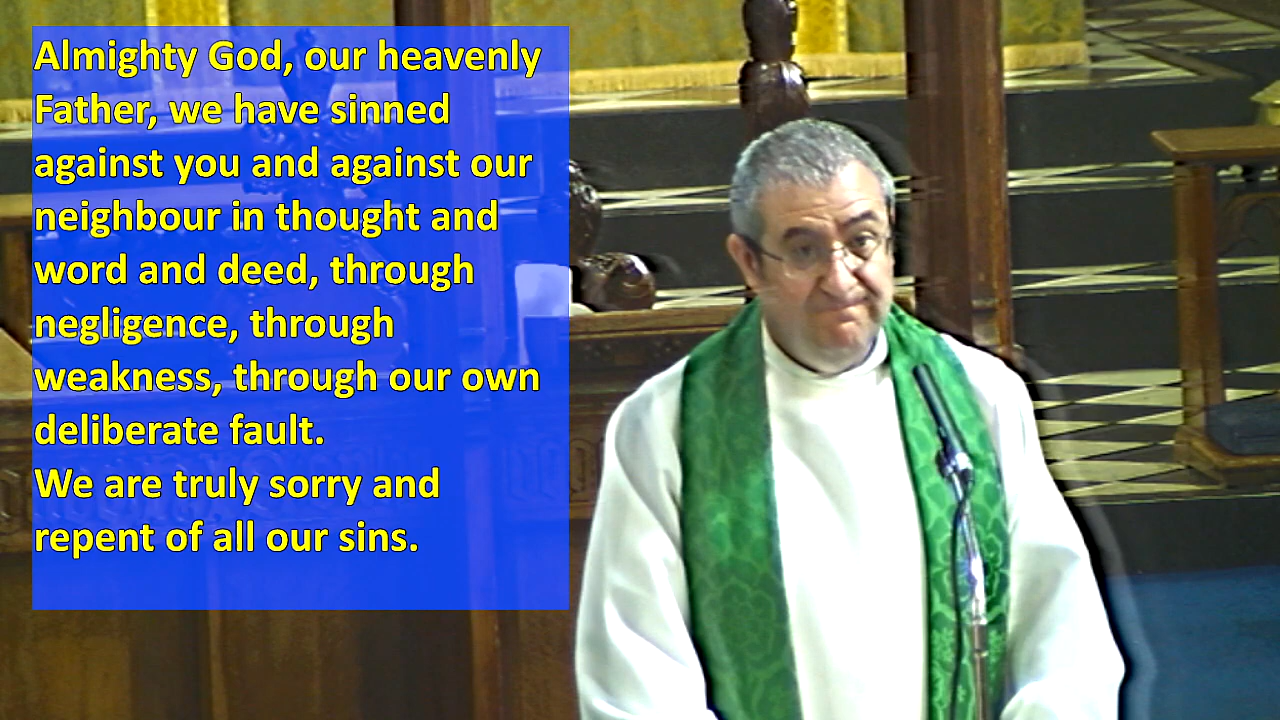 Almighty God, our heavenly
Father, we have sinned
against you and against our
neighbour in thought and
word and deed, through
negligence, through
weakness, through our own
deliberate fault.
We are truly sorry and
repent of all our sins.